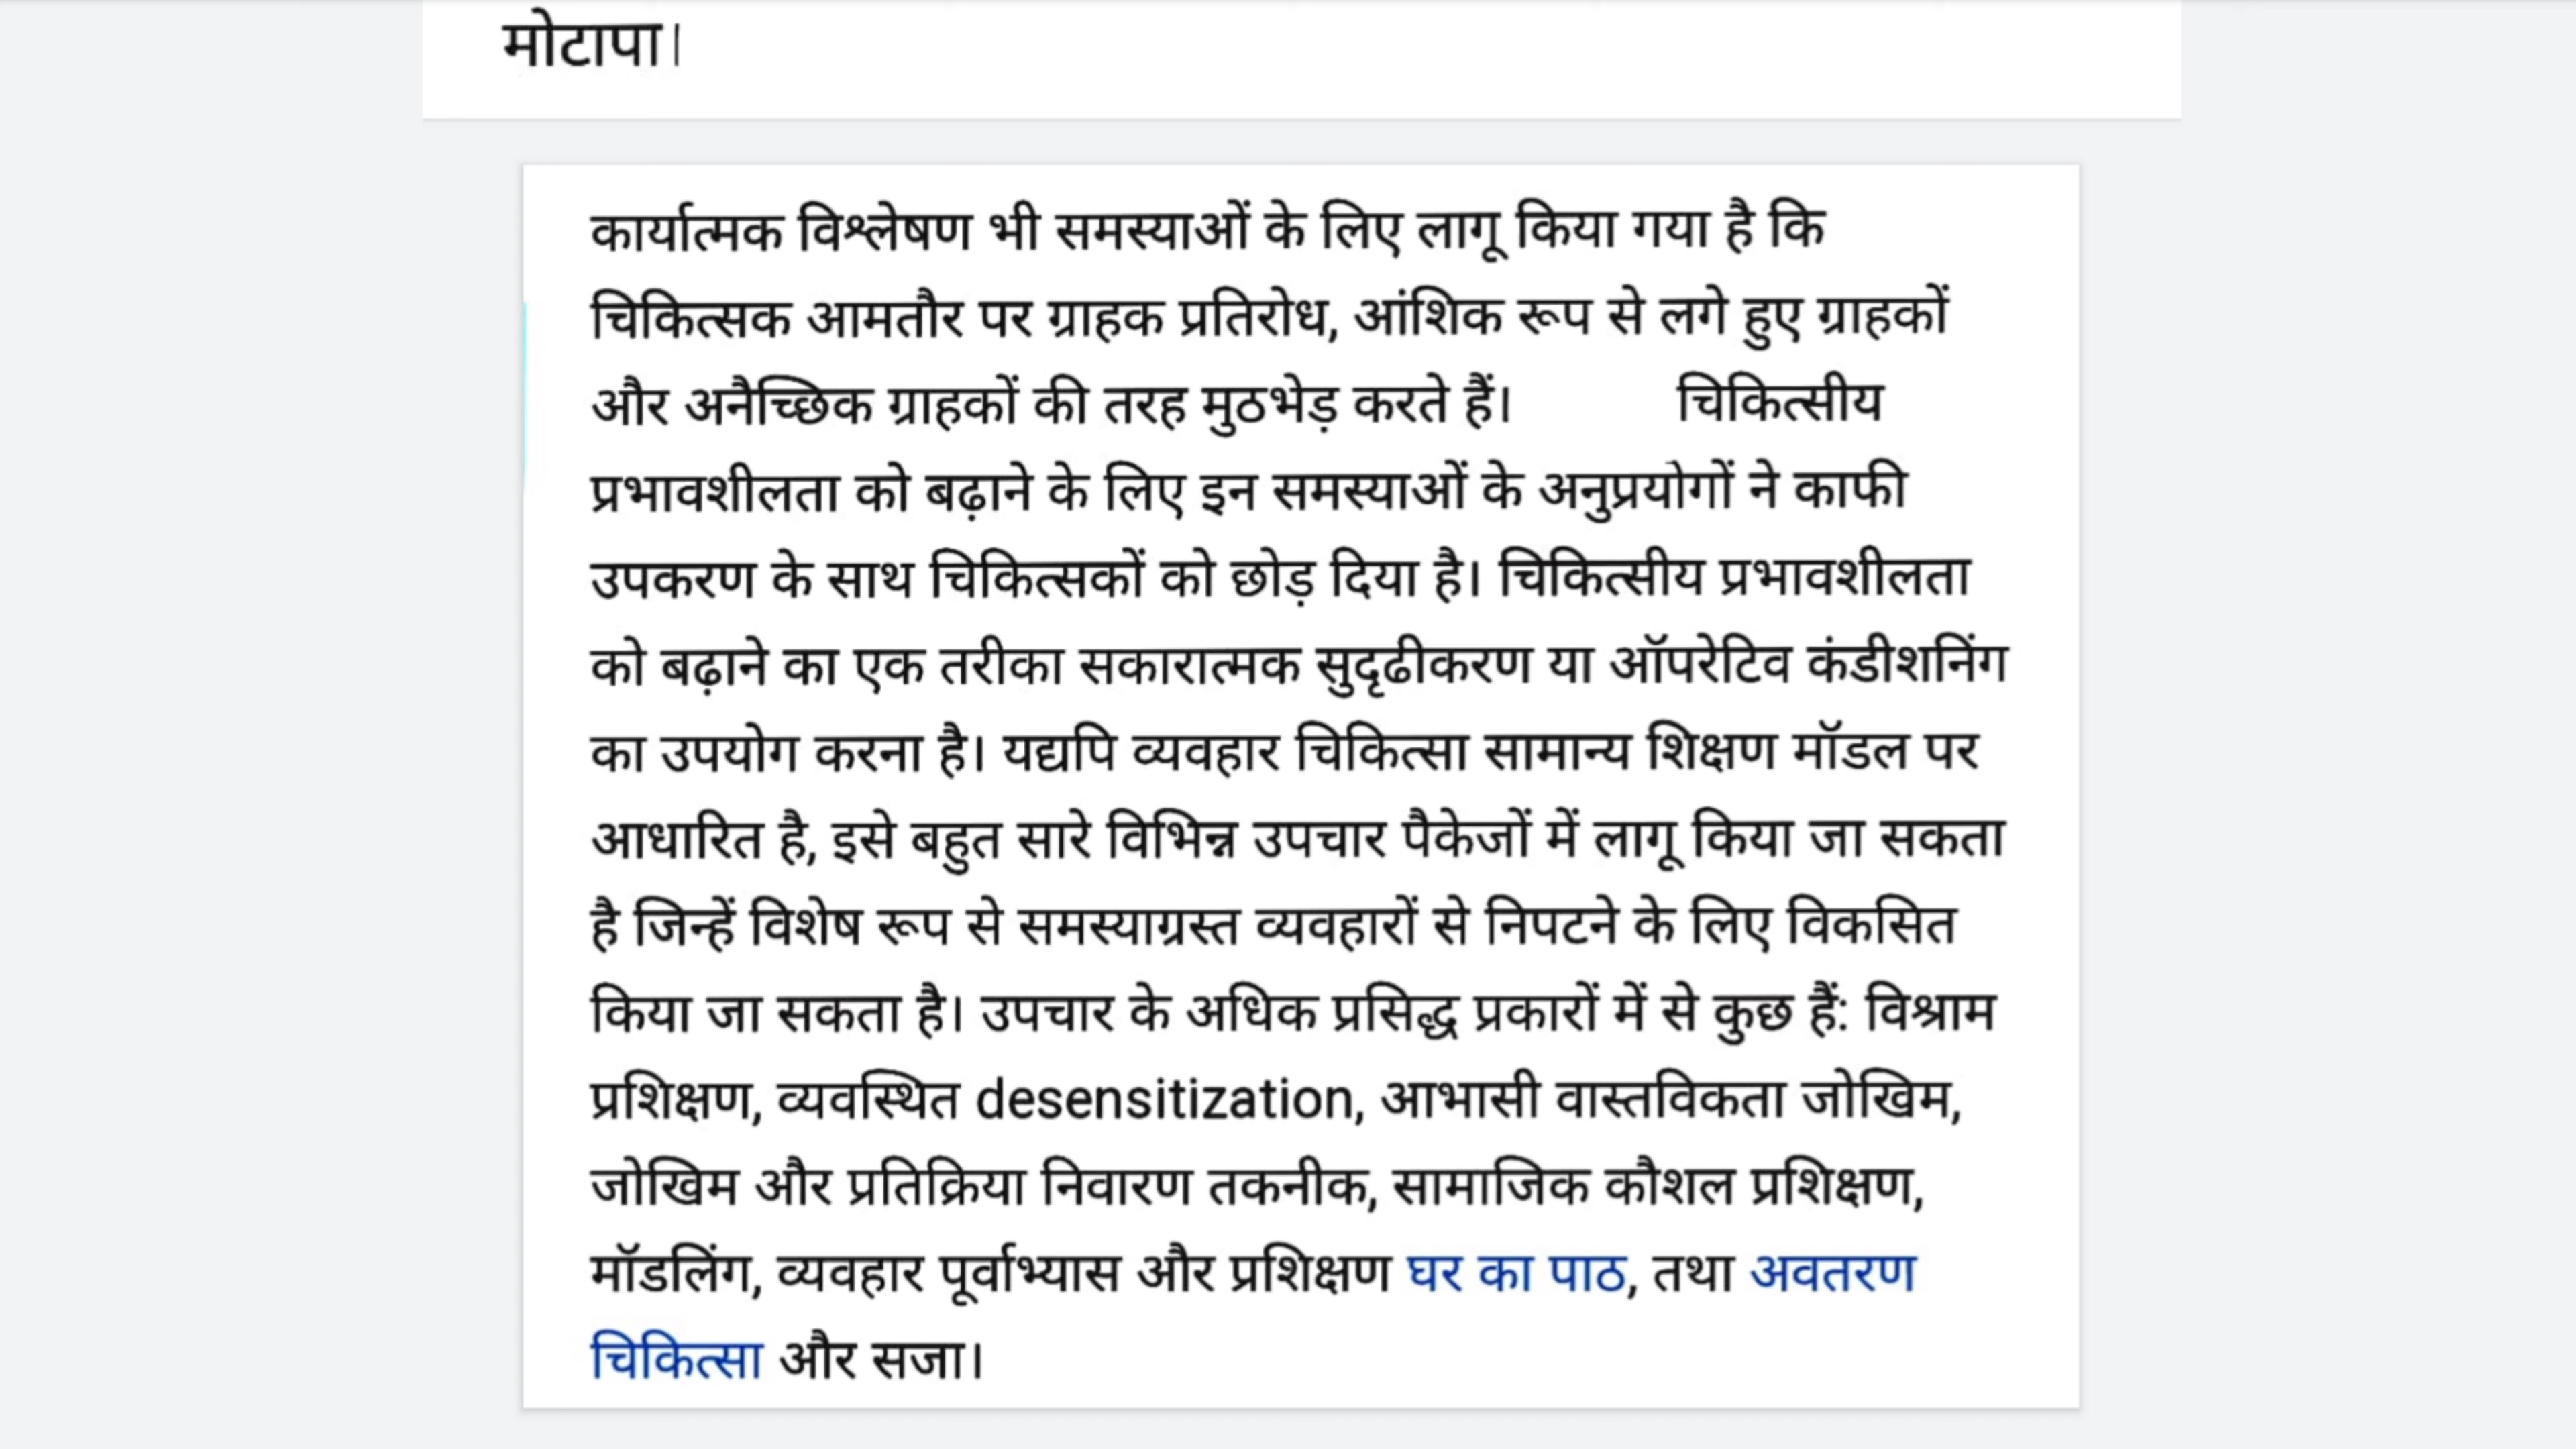 मोटापा।
कार्यात्मक विश्लेषण भी समस्याओं के लिए लागू किया गया है कि
चिकित्सक आमतौर पर ग्राहक प्रतिरोध, आंशिक रूप से लगे हुए ग्राहकों
और अनैच्छिक ग्राहकों की तरह मुठभेड़ करते हैं। चिकित्सीय
प्रभावशीलता को बढ़ाने के लिए इन समस्याओं के अनुप्रयोगों ने काफी
उपकरण के साथ चिकित्सकों को छोड़ दिया है। चिकित्सीय प्रभावशीलता
को बढ़ाने का एक तरीका सकारात्मक सुदृढीकरण या ऑपरेटिव कंडीशनिंग
का उपयोग करना है। यद्यपि व्यवहार चिकित्सा सामान्य शिक्षण मॉडल पर
आधारित है, इसे बहुत सारे विभिन्न उपचार पैकेजों में लागू किया जा सकता
है जिन्हें विशेष रूप से समस्याग्रस्त व्यवहारों से निपटने के लिए विकसित
किया जा सकता है। उपचार के अधिक प्रसिद्ध प्रकारों में से कुछ हैं: विश्राम
प्रशिक्षण, व्यवस्थित desensitization, आभासी वास्तविकता जोखिम,
जोखिम और प्रतिक्रिया निवारण तकनीक, सामाजिक कौशल प्रशिक्षण,
मॉडलिंग, व्यवहार पूर्वाभ्यास और प्रशिक्षण घर का पाठ, तथा अवतरण
चिकित्सा और सजा।